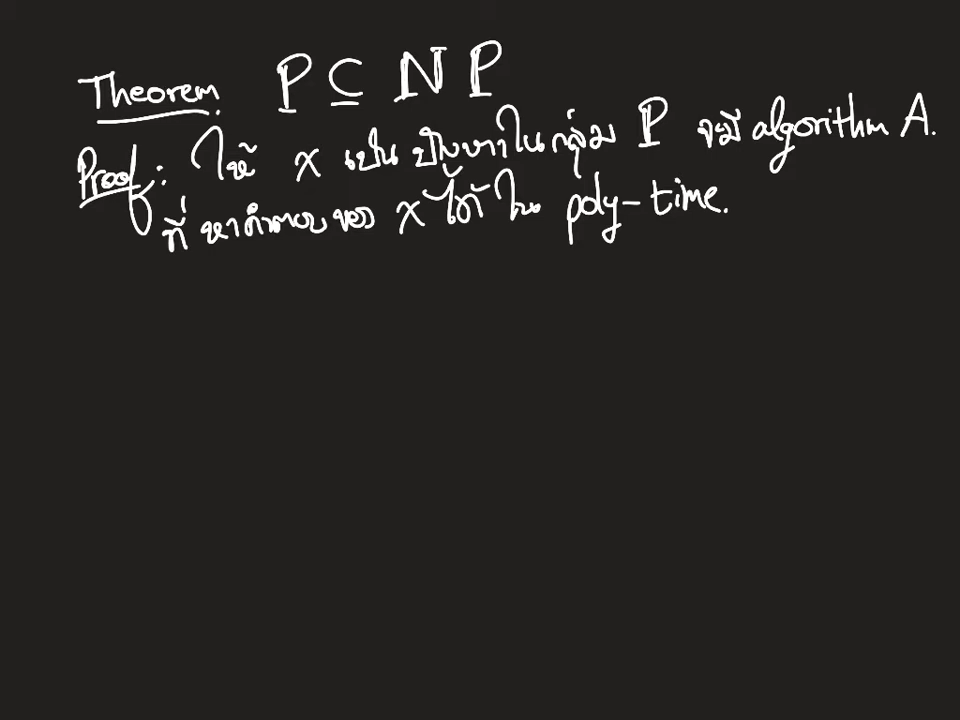 Theorem. ℙ ⊆ ℕℙ
Proof: ให้ x เป็นปัญหาในกลุ่ม ℙ จะมี algorithm A.
ที่ หาคำตอบของ x ได้ใน poly-time.